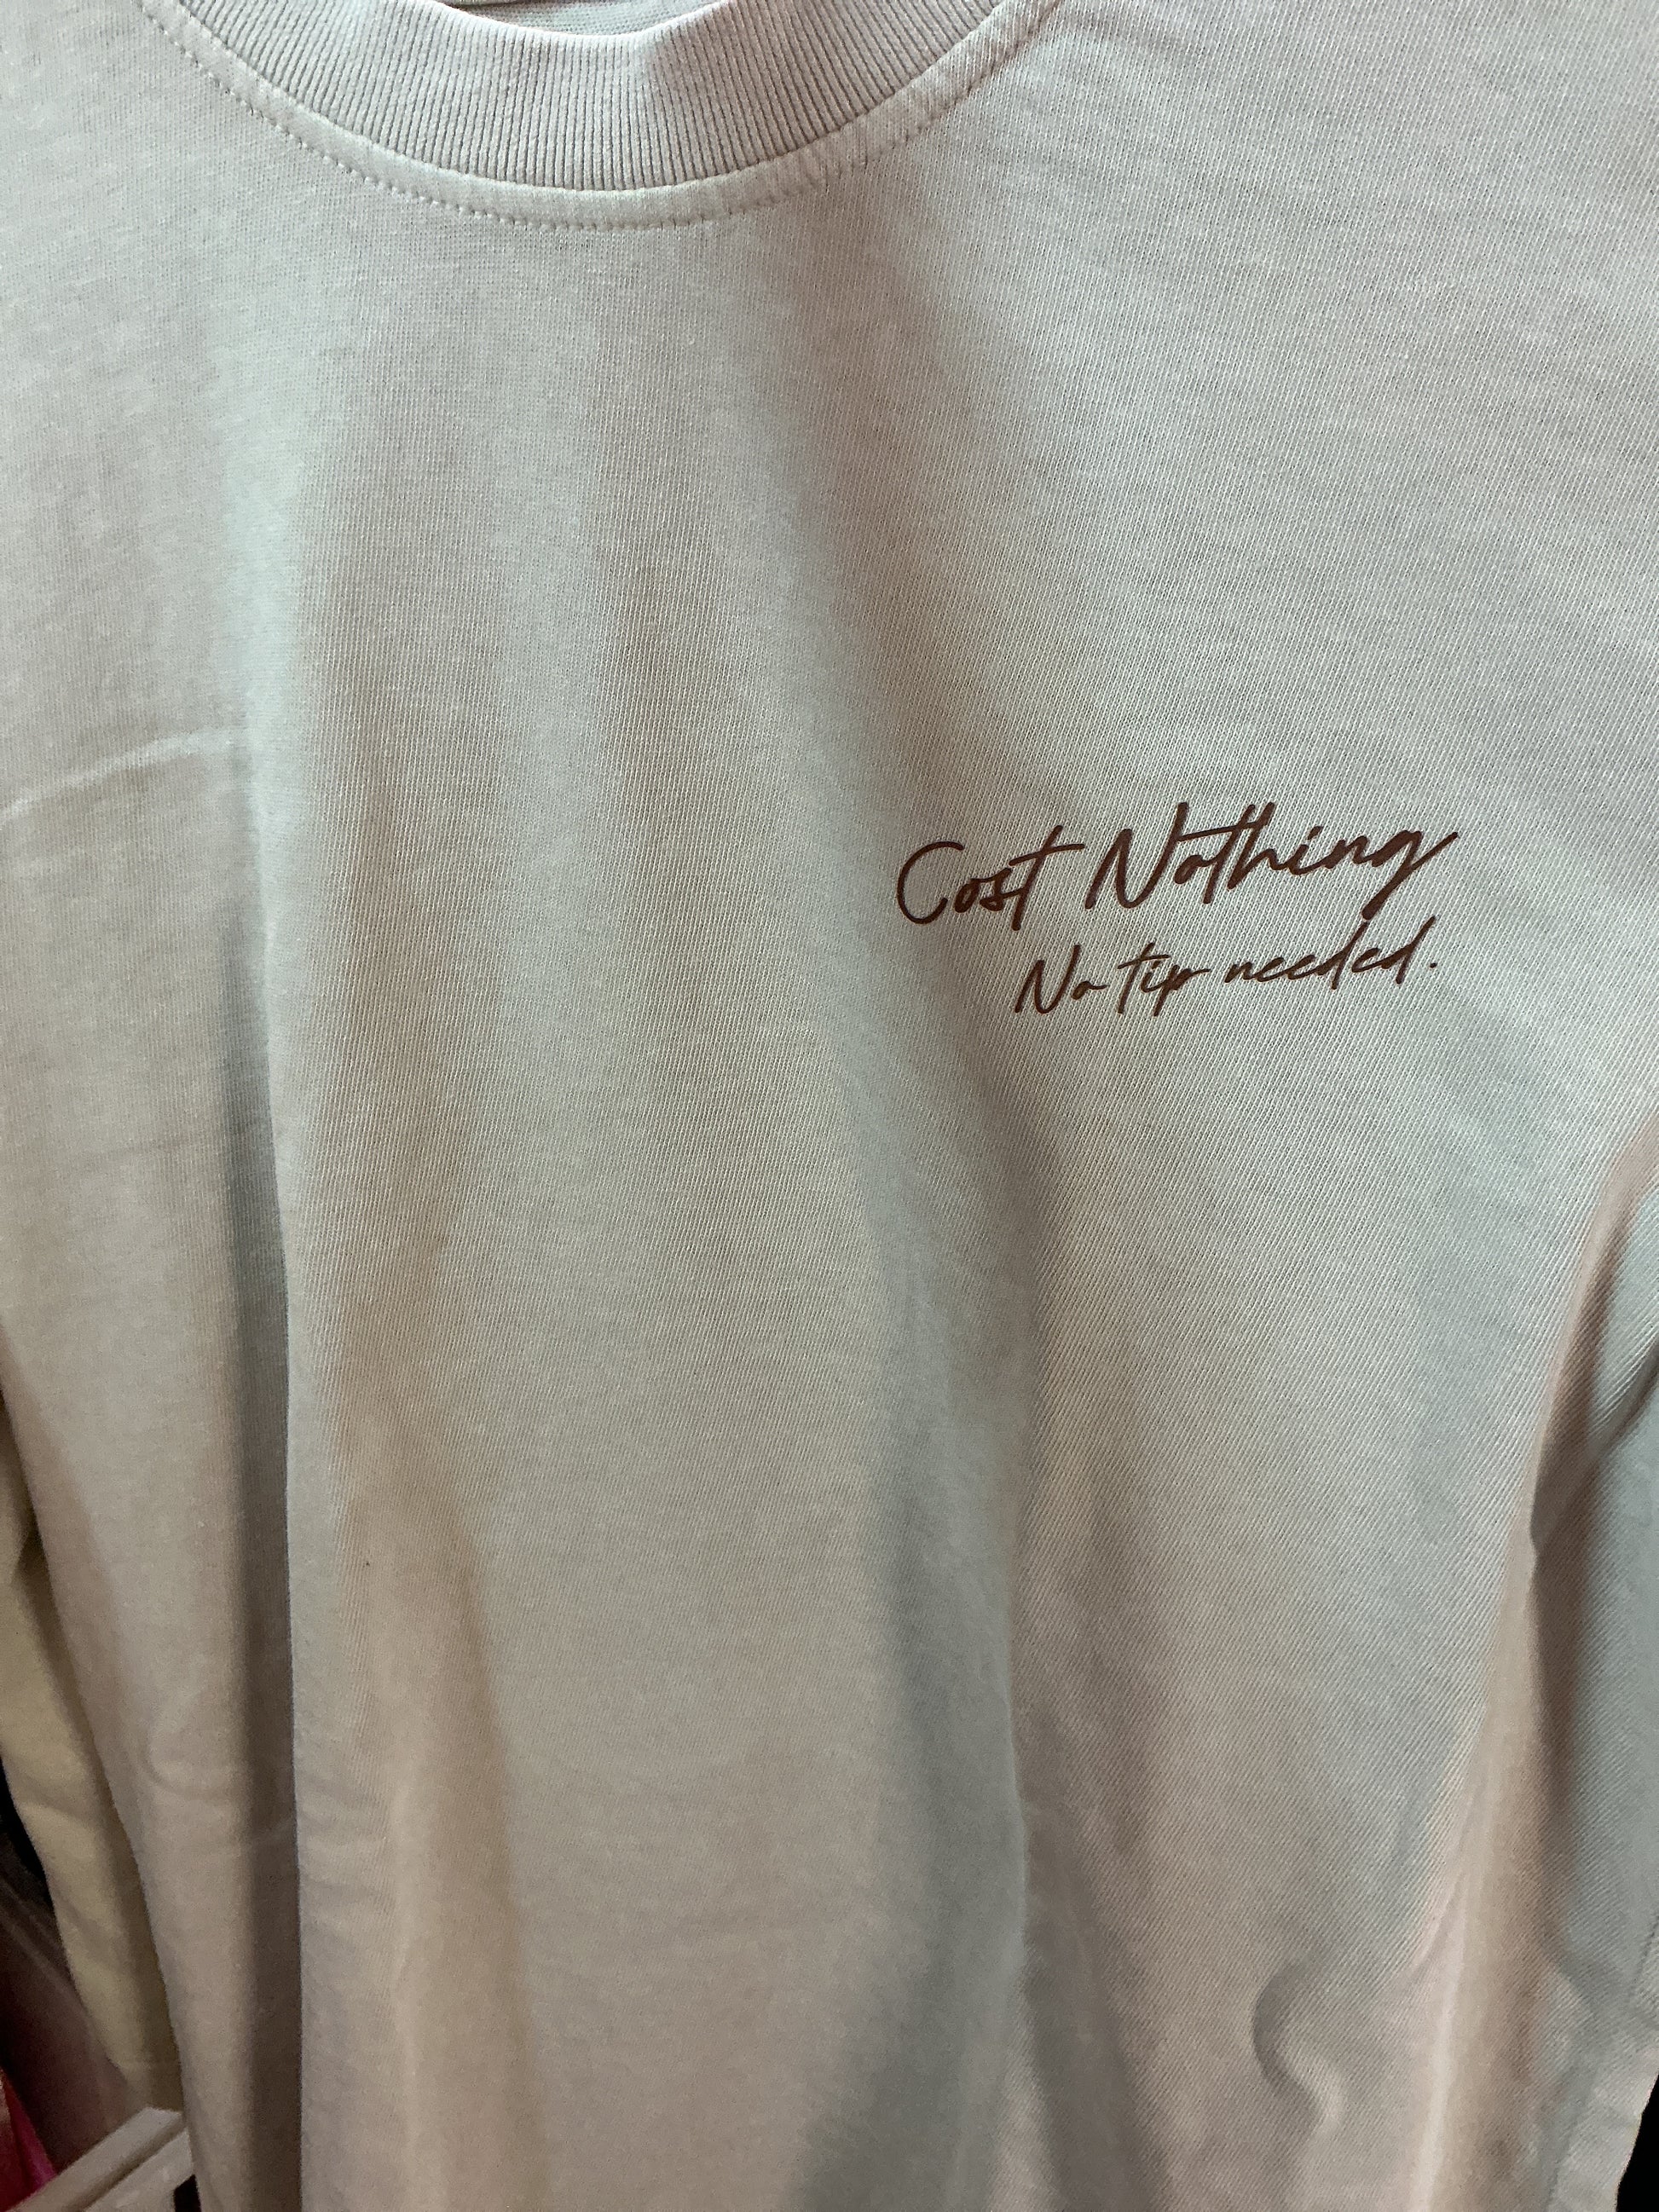 Cost Nothing
No tip needed.